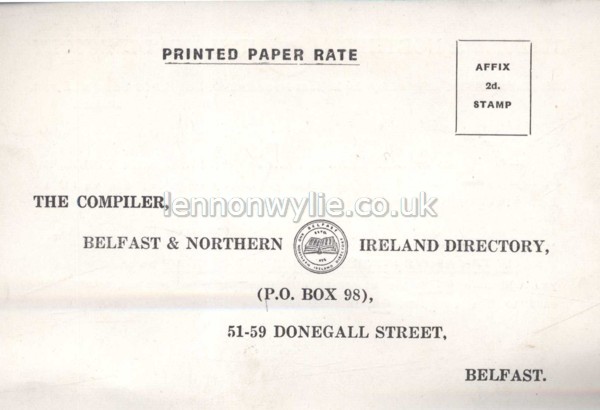 PRINTED PAPER RATE
AFFIX
2d.
STAMP
THE COMPILER,
lennonwylie.co.uk
BELFAST & NORTHERN IRELAND DIRECTORY,
(P.O. BOX 98),
51-59 DONEGALL STREET,
BELFAST.